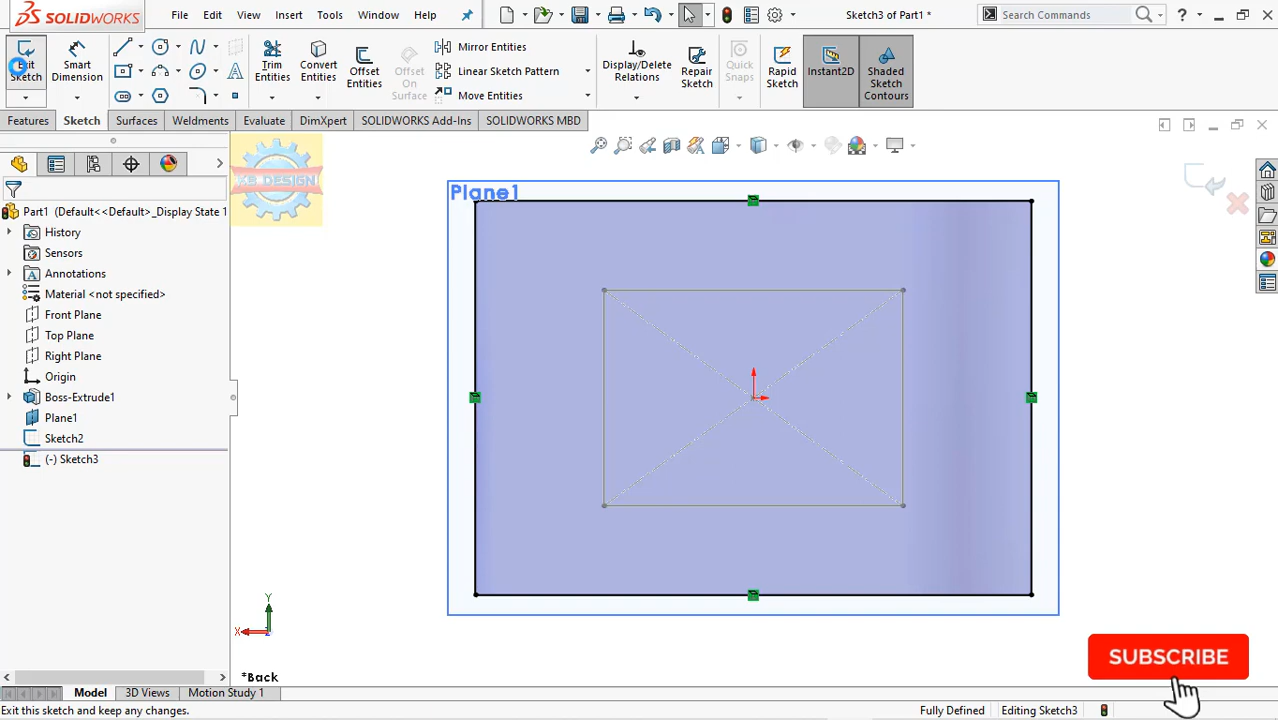 SOLIDWORKS
File Edit View Insert Tools Window Help
Sketch3 of Part1 *
Search Commands
Exit Sketch
Smart Dimension
Trim Entities
Convert Entities
Offset Entities
Offset On Surface
Mirror Entities
Linear Sketch Pattern
Move Entities
Display/Delete Relations
Repair Sketch
Quick Snaps
Rapid Sketch
Instant2D
Shaded Sketch Contours
Features Sketch Surfaces Weldments Evaluate DimXpert SOLIDWORKS Add-Ins SOLIDWORKS MBD
Part1 (Default<<Default>_Display State 1
History
Sensors
Annotations
Material <not specified>
Front Plane
Top Plane
Right Plane
Origin
Boss-Extrude1
Plane1
Sketch2
(-) Sketch3
Plane1
Y
X
*Back
SUBSCRIBE
Model 3D Views Motion Study 1
Exit this sketch and keep any changes.
Fully Defined Editing Sketch3